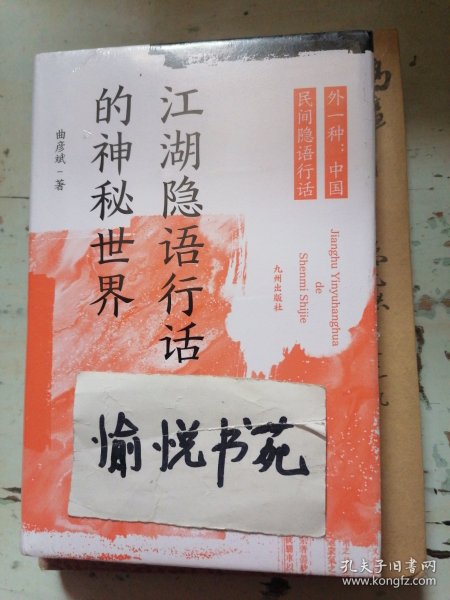 外一种：中国
民间隐语行话
江湖隐语行话
的神秘世界
曲彦斌－著
Jianghu Yinyuhanghua
de
Shenmi Shijie
九州出版社
愉悦书苑
孔夫子旧书网
www.kongfz.com